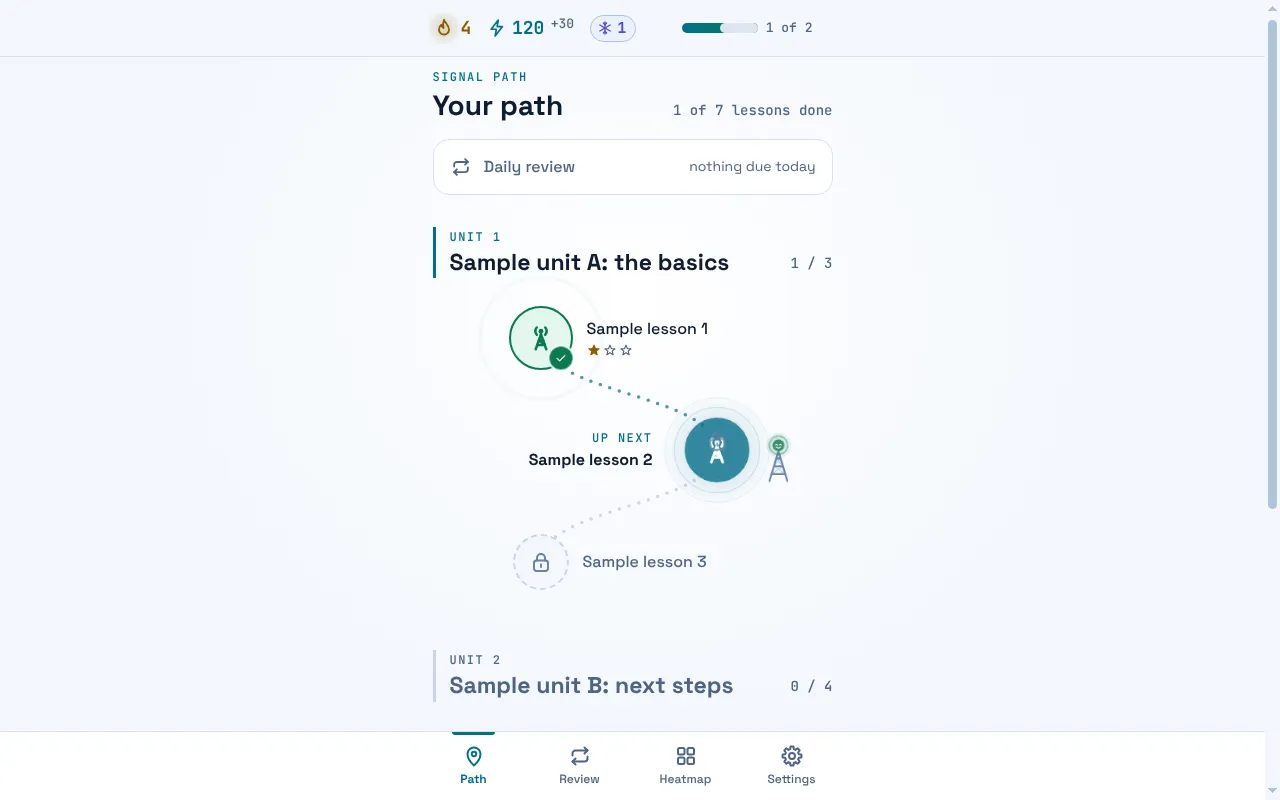 4 120 +30 1 1 of 2
SIGNAL PATH
Your path 1 of 7 lessons done
Daily review nothing due today
UNIT 1
Sample unit A: the basics 1 / 3
Sample lesson 1
UP NEXT
Sample lesson 2
Sample lesson 3
UNIT 2
Sample unit B: next steps 0 / 4
Path Review Heatmap Settings